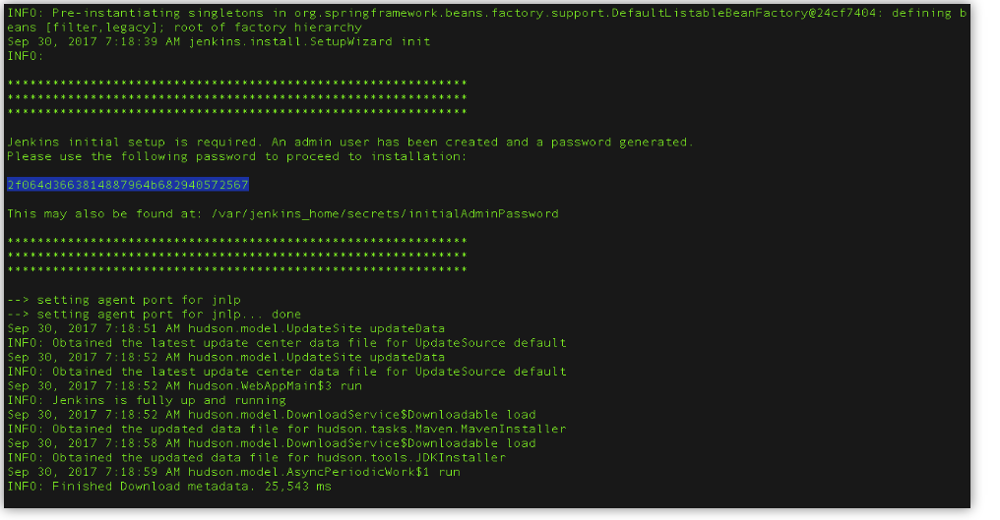 INFO: Pre-instantiating singletons in org.springframework.beans.factory.support.DefaultListableBeanFactory@24cf7404: defining b
eans [filter,legacy]; root of factory hierarchy
Sep 30, 2017 7:18:39 AM jenkins.install.SetupWizard init
INFO:
*************************************************************
*************************************************************
*************************************************************
Jenkins initial setup is required. An admin user has been created and a password generated.
Please use the following password to proceed to installation:
2f064d3663814887964b682940572567
This may also be found at: /var/jenkins_home/secrets/initialAdminPassword
*************************************************************
*************************************************************
*************************************************************
--> setting agent port for jnlp
--> setting agent port for jnlp... done
Sep 30, 2017 7:18:51 AM hudson.model.UpdateSite updateData
INFO: Obtained the latest update center data file for UpdateSource default
Sep 30, 2017 7:18:52 AM hudson.model.UpdateSite updateData
INFO: Obtained the latest update center data file for UpdateSource default
Sep 30, 2017 7:18:52 AM hudson.WebAppMain$3 run
INFO: Jenkins is fully up and running
Sep 30, 2017 7:18:52 AM hudson.model.DownloadService$Downloadable load
INFO: Obtained the updated data file for hudson.tasks.Maven.MavenInstaller
Sep 30, 2017 7:18:58 AM hudson.model.DownloadService$Downloadable load
INFO: Obtained the updated data file for hudson.tools.JDKInstaller
Sep 30, 2017 7:18:59 AM hudson.model.AsyncPeriodicWork$1 run
INFO: Finished Download metadata. 25,543 ms